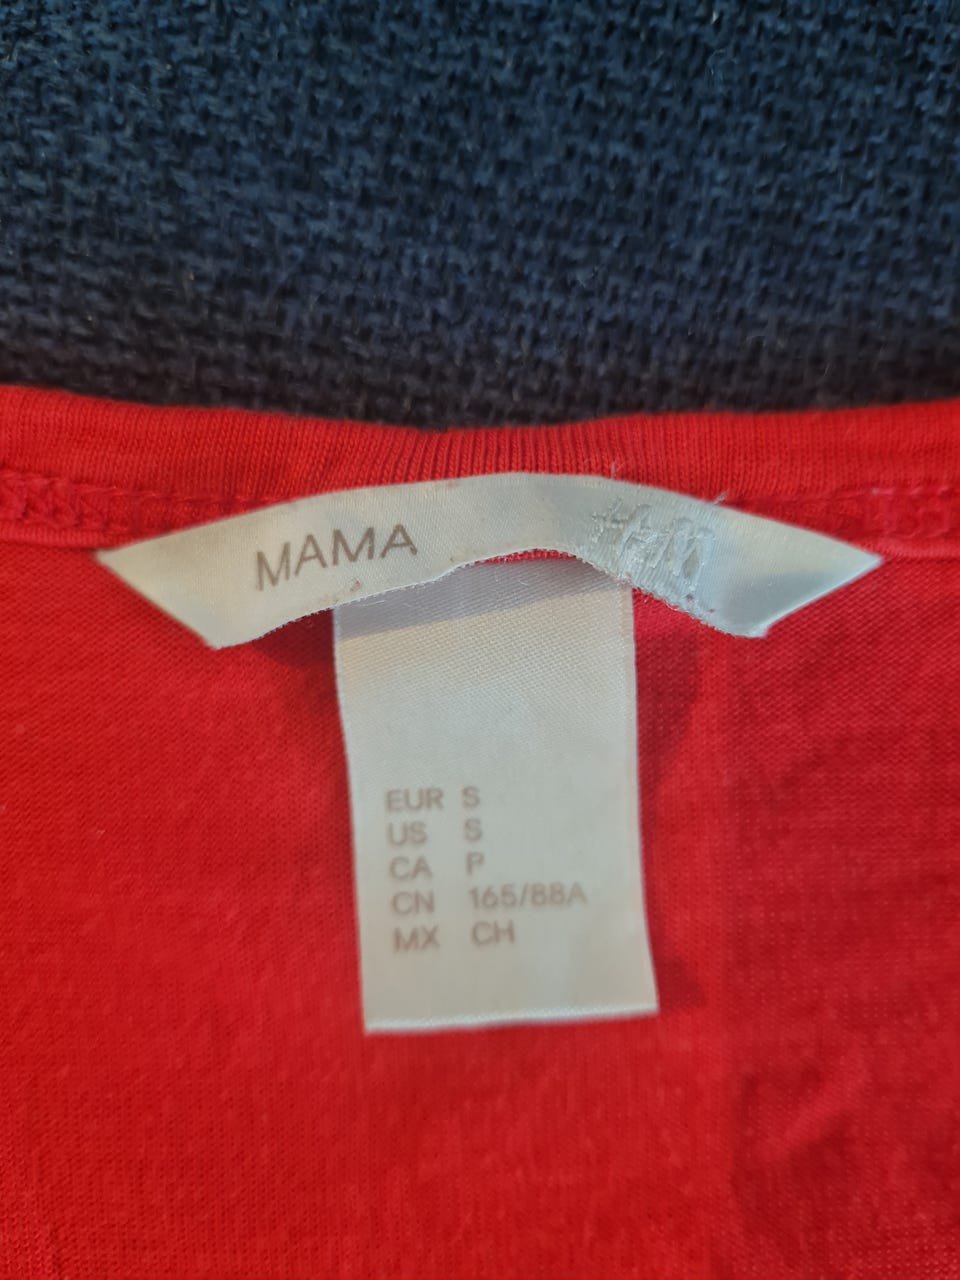 MAMA H&M
EUR S
US S
CA P
CN 165/88A
MX CH